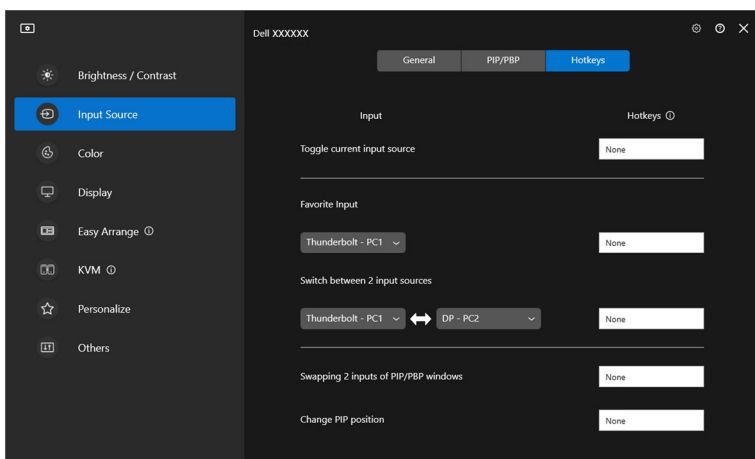 Dell XXXXXX
General
PIP/PBP
Hotkeys
Brightness / Contrast
Input Source
Color
Display
Easy Arrange
KVM
Personalize
Others
Input
Hotkeys
Toggle current input source
None
Favorite Input
Thunderbolt - PC1
None
Switch between 2 input sources
Thunderbolt - PC1
DP - PC2
None
Swapping 2 inputs of PIP/PBP windows
None
Change PIP position
None